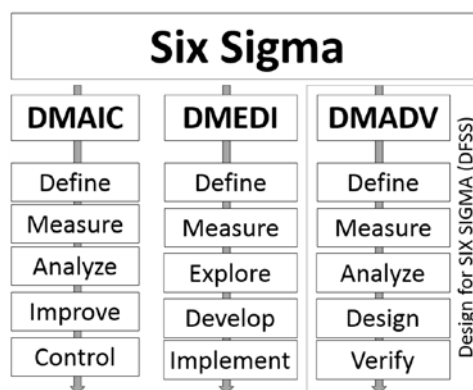 Six Sigma
DMAIC
Define
Measure
Analyze
Improve
Control
DMEDI
Define
Measure
Explore
Develop
Implement
DMADV
Define
Measure
Analyze
Design
Verify
Design for SIX SIGMA (DFSS)